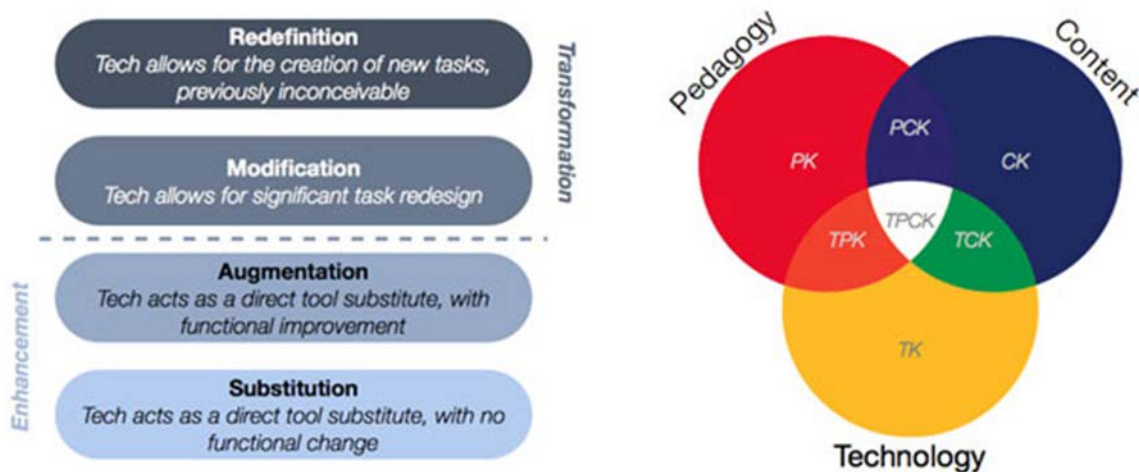 Redefinition
Tech allows for the creation of new tasks,
previously inconceivable
Modification
Tech allows for significant task redesign
Transformation
Augmentation
Tech acts as a direct tool substitute, with
functional improvement
Substitution
Tech acts as a direct tool substitute, with no
functional change
Enhancement
Pedagogy
Content
PCK
PK
CK
TPCK
TPK
TCK
TK
Technology